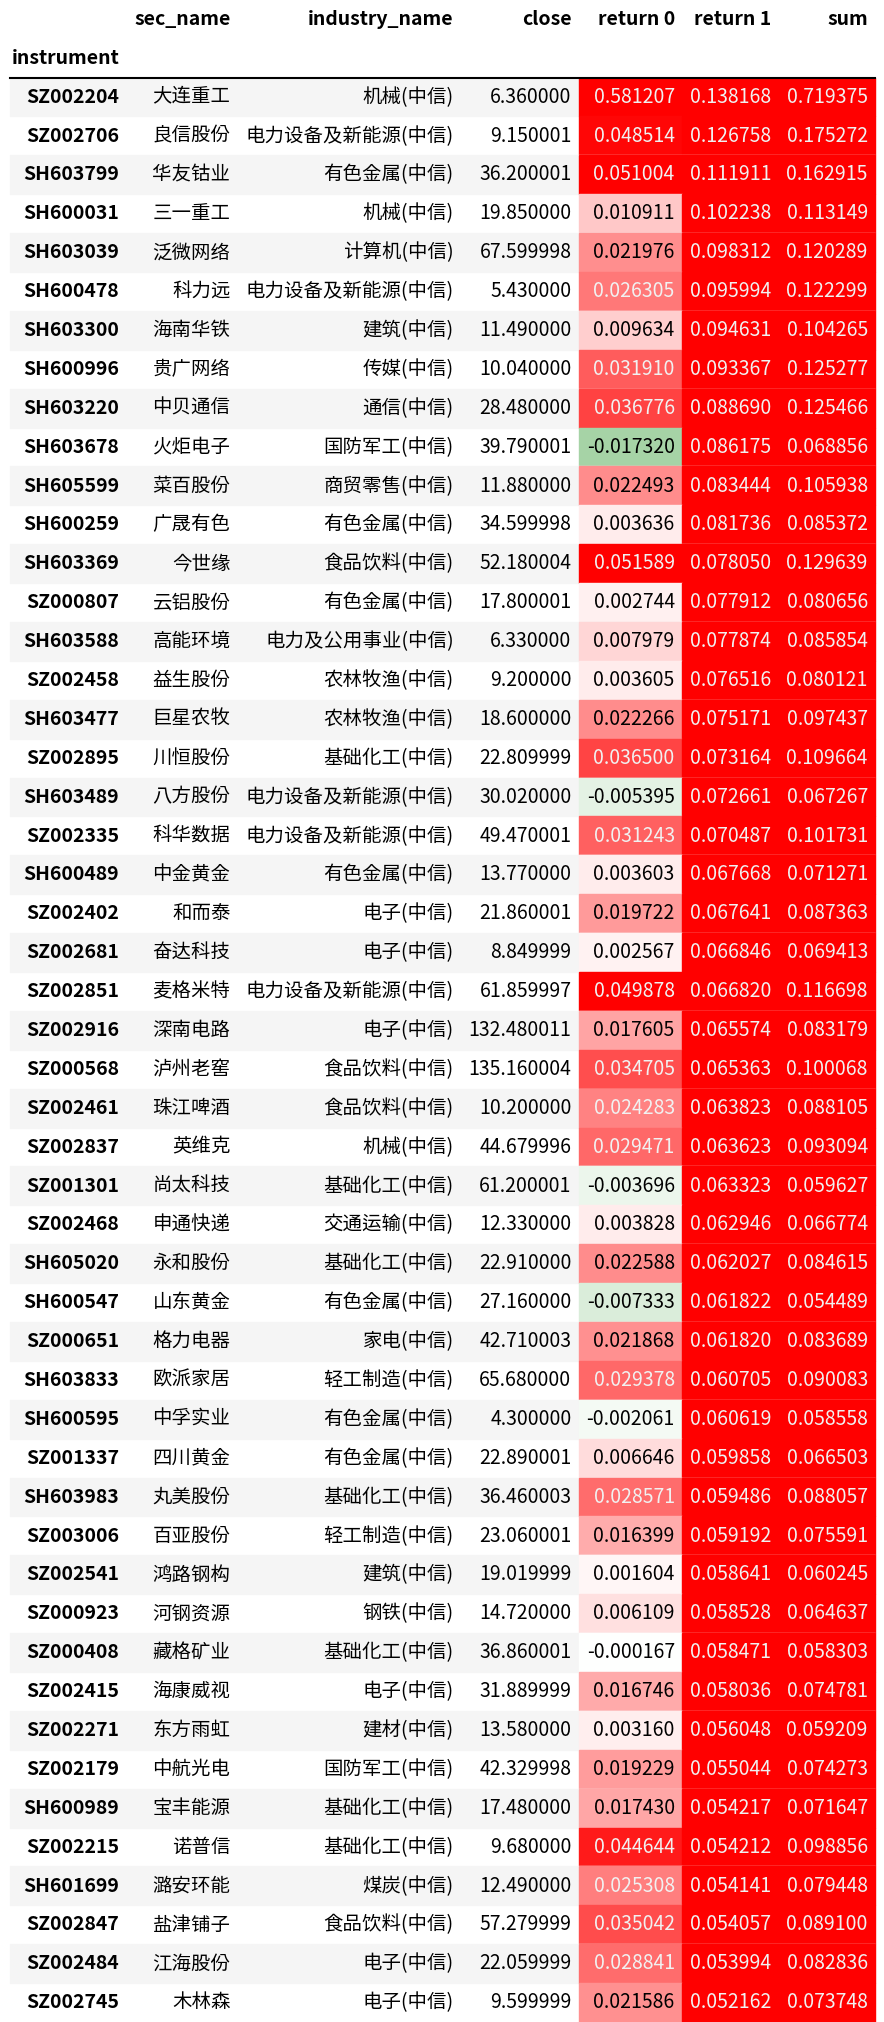 sec_name industry_name close return 0 return 1 sum
instrument
SZ002204 大连重工 机械(中信) 6.360000 0.581207 0.138168 0.719375
SZ002706 良信股份 电力设备及新能源(中信) 9.150001 0.048514 0.126758 0.175272
SH603799 华友钴业 有色金属(中信) 36.200001 0.051004 0.111911 0.162915
SH600031 三一重工 机械(中信) 19.850000 0.010911 0.102238 0.113149
SH603039 泛微网络 计算机(中信) 67.599998 0.021976 0.098312 0.120289
SH600478 科力远 电力设备及新能源(中信) 5.430000 0.026305 0.095994 0.122299
SH603300 海南华铁 建筑(中信) 11.490000 0.009634 0.094631 0.104265
SH600996 贵广网络 传媒(中信) 10.040000 0.031910 0.093367 0.125277
SH603220 中贝通信 通信(中信) 28.480000 0.036776 0.088690 0.125466
SH603678 火炬电子 国防军工(中信) 39.790001 -0.017320 0.086175 0.068856
SH605599 菜百股份 商贸零售(中信) 11.880000 0.022493 0.083444 0.105938
SH600259 广晟有色 有色金属(中信) 34.599998 0.003636 0.081736 0.085372
SH603369 今世缘 食品饮料(中信) 52.180004 0.051589 0.078050 0.129639
SZ000807 云铝股份 有色金属(中信) 17.800001 0.002744 0.077912 0.080656
SH603588 高能环境 电力及公用事业(中信) 6.330000 0.007979 0.077874 0.085854
SZ002458 益生股份 农林牧渔(中信) 9.200000 0.003605 0.076516 0.080121
SH603477 巨星农牧 农林牧渔(中信) 18.600000 0.022266 0.075171 0.097437
SZ002895 川恒股份 基础化工(中信) 22.809999 0.036500 0.073164 0.109664
SH603489 八方股份 电力设备及新能源(中信) 30.020000 -0.005395 0.072661 0.067267
SZ002335 科华数据 电力设备及新能源(中信) 49.470001 0.031243 0.070487 0.101731
SH600489 中金黄金 有色金属(中信) 13.770000 0.003603 0.067668 0.071271
SZ002402 和而泰 电子(中信) 21.860001 0.019722 0.067641 0.087363
SZ002681 奋达科技 电子(中信) 8.849999 0.002567 0.066846 0.069413
SZ002851 麦格米特 电力设备及新能源(中信) 61.859997 0.049878 0.066820 0.116698
SZ002916 深南电路 电子(中信) 132.480011 0.017605 0.065574 0.083179
SZ000568 泸州老窖 食品饮料(中信) 135.160004 0.034705 0.065363 0.100068
SZ002461 珠江啤酒 食品饮料(中信) 10.200000 0.024283 0.063823 0.088105
SZ002837 英维克 机械(中信) 44.679996 0.029471 0.063623 0.093094
SZ001301 尚太科技 基础化工(中信) 61.200001 -0.003696 0.063323 0.059627
SZ002468 申通快递 交通运输(中信) 12.330000 0.003828 0.062946 0.066774
SH605020 永和股份 基础化工(中信) 22.910000 0.022588 0.062027 0.084615
SH600547 山东黄金 有色金属(中信) 27.160000 -0.007333 0.061822 0.054489
SZ000651 格力电器 家电(中信) 42.710003 0.021868 0.061820 0.083689
SH603833 欧派家居 轻工制造(中信) 65.680000 0.029378 0.060705 0.090083
SH600595 中孚实业 有色金属(中信) 4.300000 -0.002061 0.060619 0.058558
SZ001337 四川黄金 有色金属(中信) 22.890001 0.006646 0.059858 0.066503
SH603983 丸美股份 基础化工(中信) 36.460003 0.028571 0.059486 0.088057
SZ003006 百亚股份 轻工制造(中信) 23.060001 0.016399 0.059192 0.075591
SZ002541 鸿路钢构 建筑(中信) 19.019999 0.001604 0.058641 0.060245
SZ000923 河钢资源 钢铁(中信) 14.720000 0.006109 0.058528 0.064637
SZ000408 藏格矿业 基础化工(中信) 36.860001 -0.000167 0.058471 0.058303
SZ002415 海康威视 电子(中信) 31.889999 0.016746 0.058036 0.074781
SZ002271 东方雨虹 建材(中信) 13.580000 0.003160 0.056048 0.059209
SZ002179 中航光电 国防军工(中信) 42.329998 0.019229 0.055044 0.074273
SH600989 宝丰能源 基础化工(中信) 17.480000 0.017430 0.054217 0.071647
SZ002215 诺普信 基础化工(中信) 9.680000 0.044644 0.054212 0.098856
SH601699 潞安环能 煤炭(中信) 12.490000 0.025308 0.054141 0.079448
SZ002847 盐津铺子 食品饮料(中信) 57.279999 0.035042 0.054057 0.089100
SZ002484 江海股份 电子(中信) 22.059999 0.028841 0.053994 0.082836
SZ002745 木林森 电子(中信) 9.599999 0.021586 0.052162 0.073748